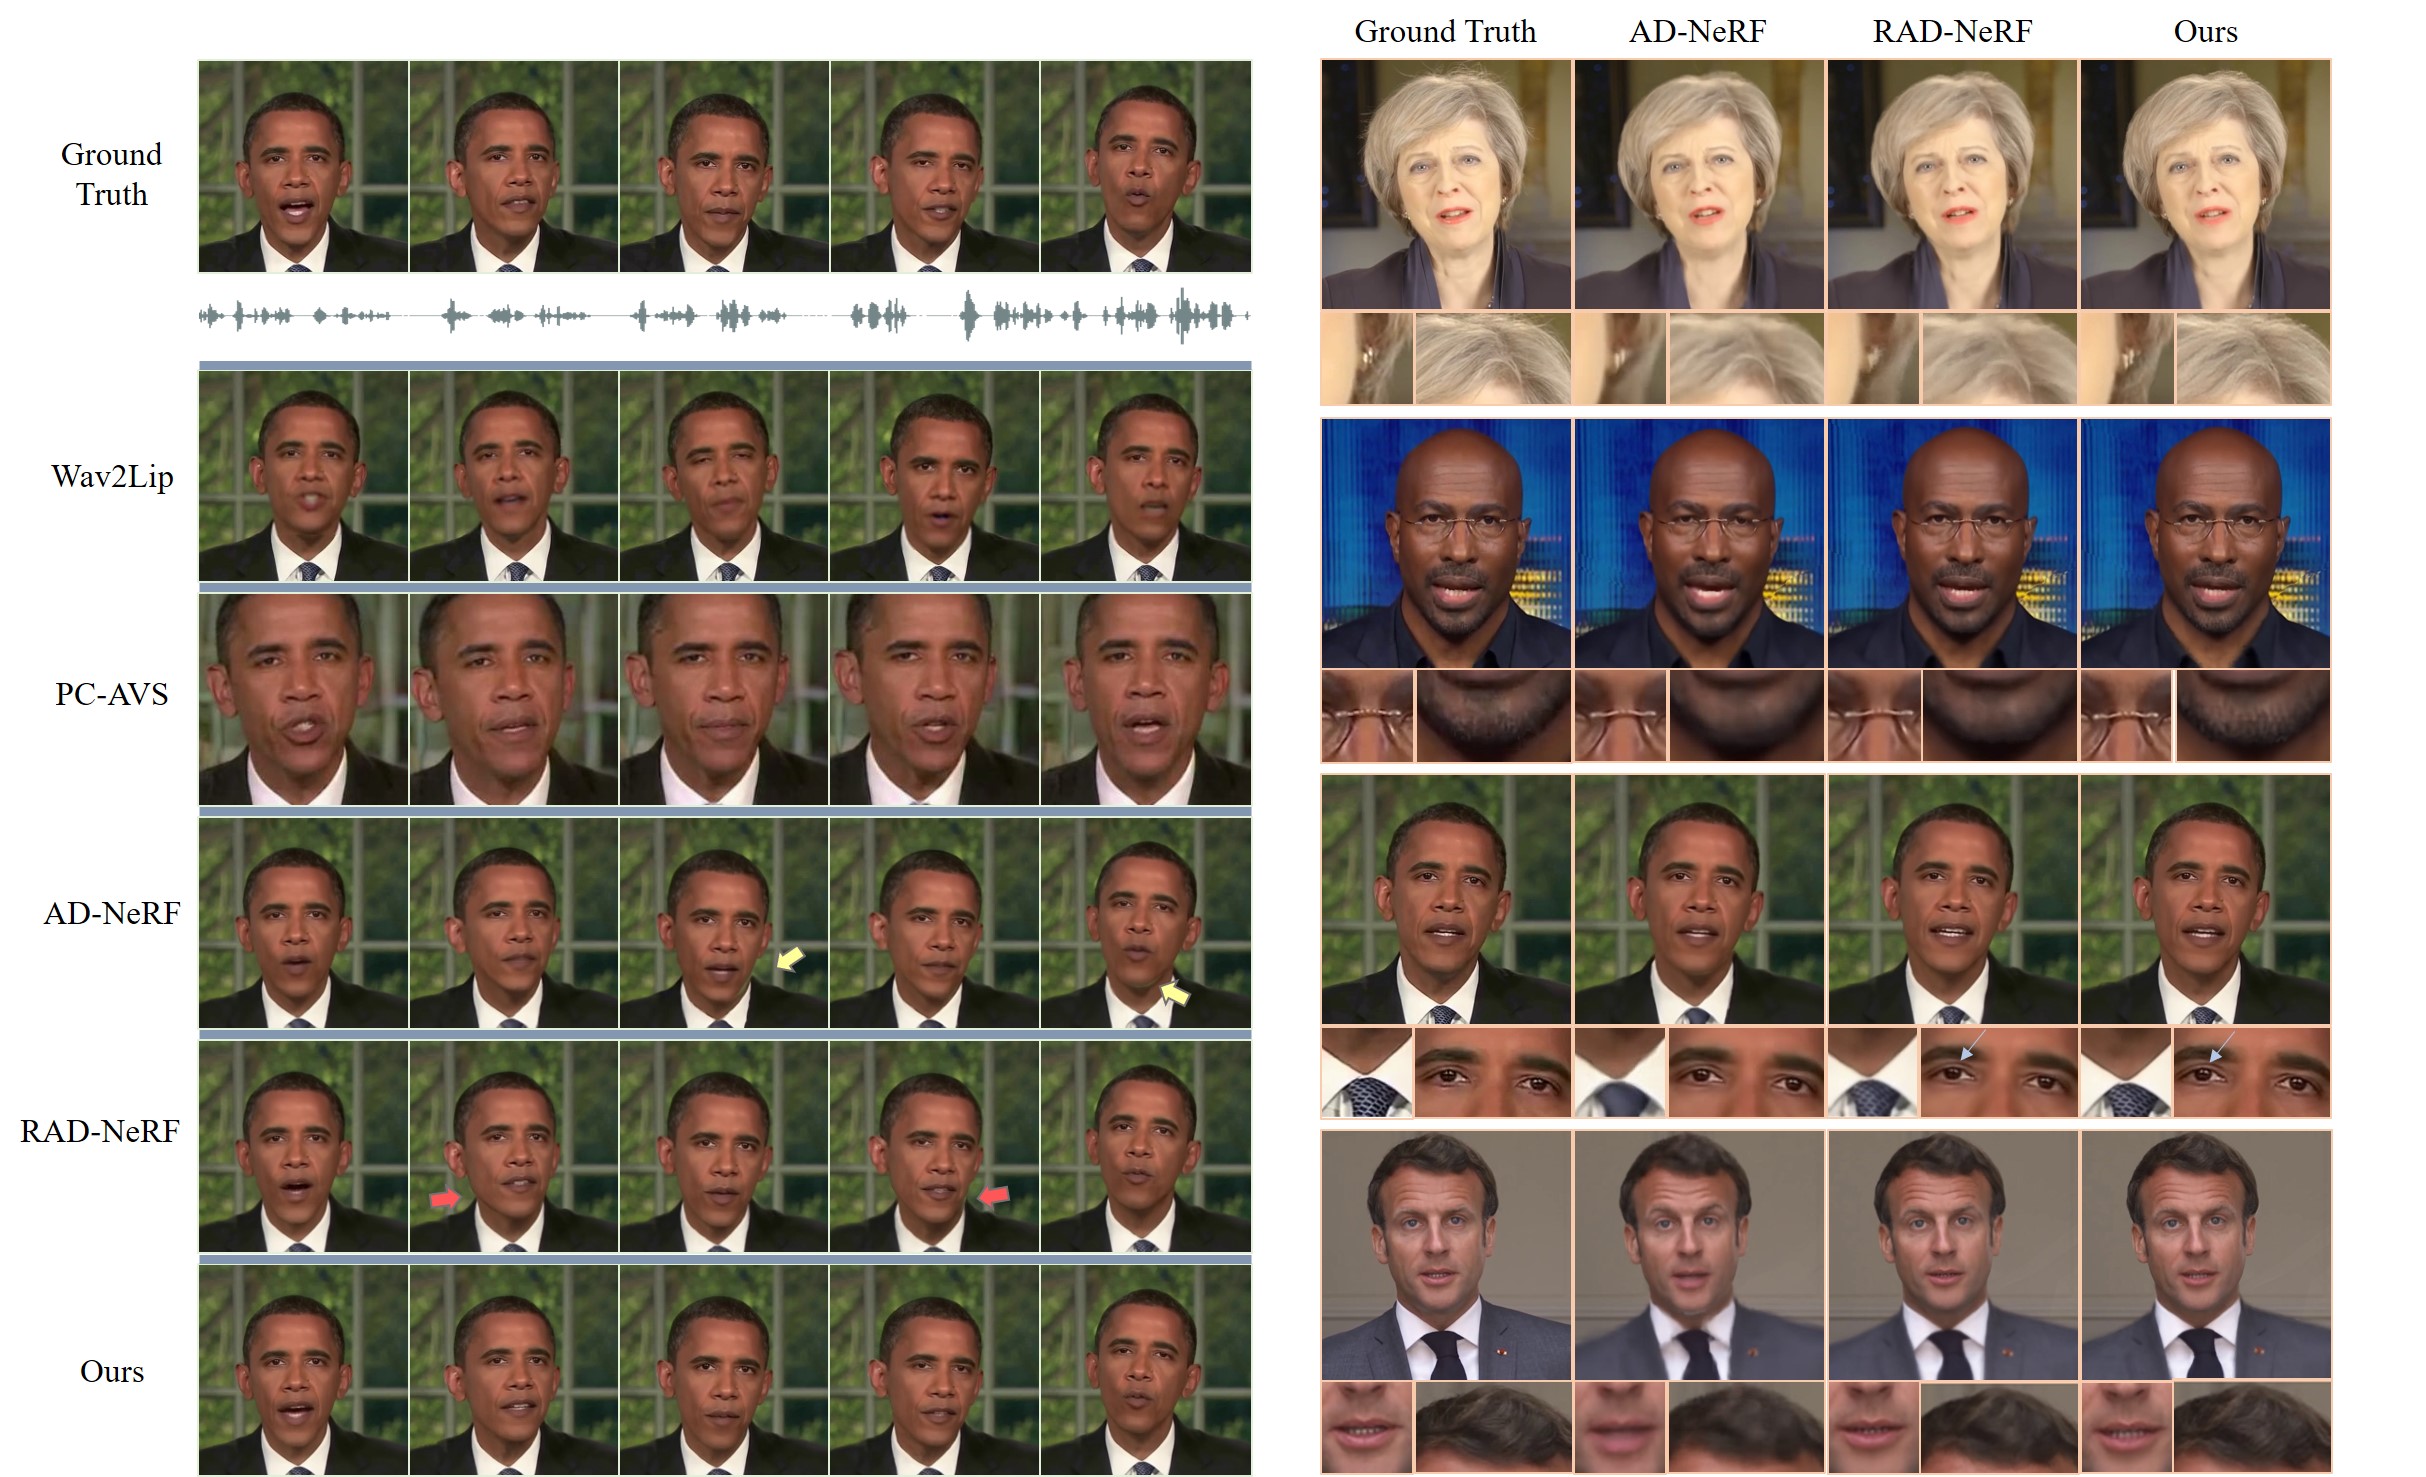 Ground Truth AD-NeRF RAD-NeRF Ours
Ground
Truth
Wav2Lip
PC-AVS
AD-NeRF
RAD-NeRF
Ours